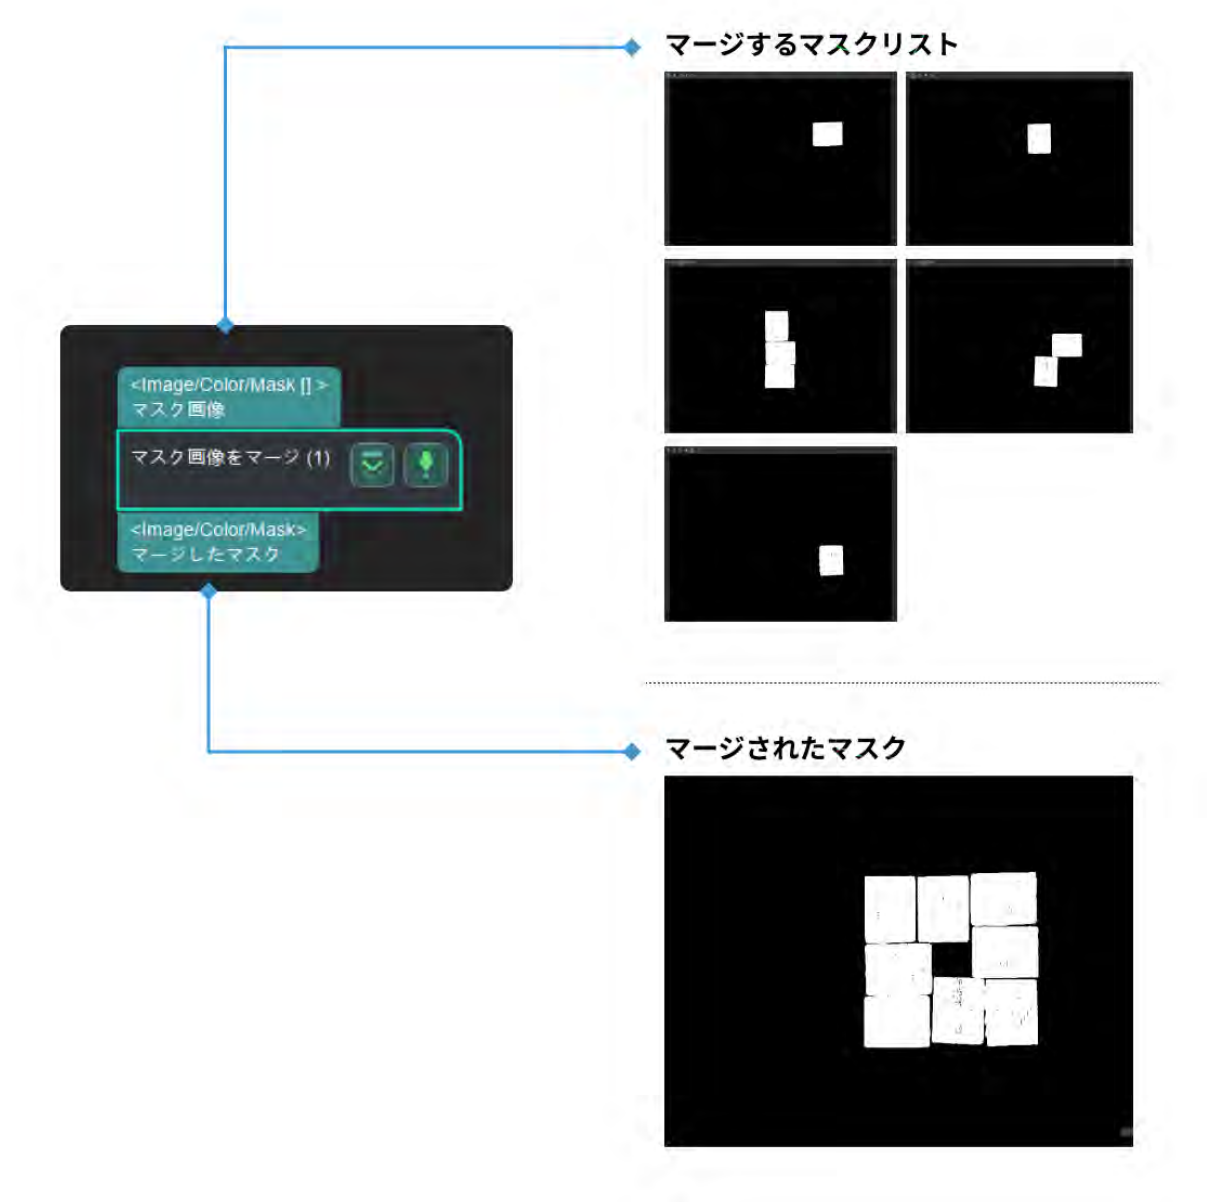 マージするマスクリスト
<Image/Color/Mask [] >
マスク画像
マスク画像をマージ (1)
<Image/Color/Mask>
マージしたマスク
マージされたマスク